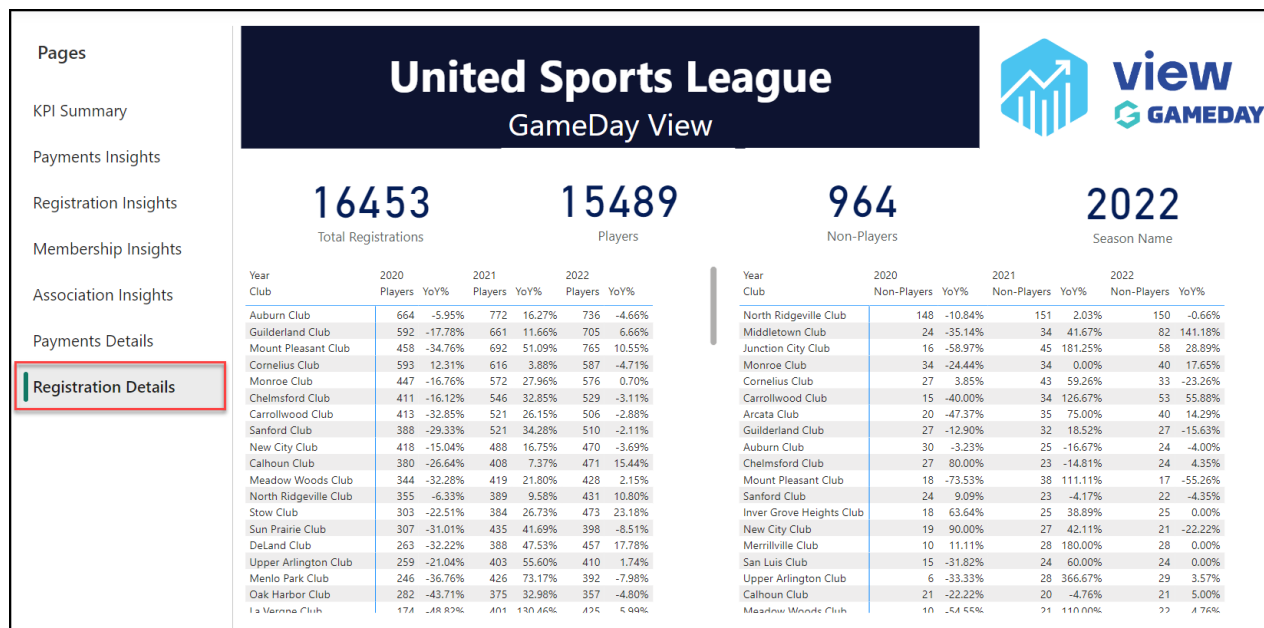 Pages
KPI Summary
Payments Insights
Registration Insights
Membership Insights
Association Insights
Payments Details
Registration Details
United Sports League
GameDay View
view
GAMEDAY
16453
Total Registrations
15489
Players
964
Non-Players
2022
Season Name
Year 2020 2021 2022
Club Players YoY% Players YoY% Players YoY%
Auburn Club 664 -5.95% 772 16.27% 736 -4.66%
Guilderland Club 592 -17.78% 661 11.66% 705 6.66%
Mount Pleasant Club 458 -34.76% 692 51.09% 765 10.55%
Cornelius Club 593 12.31% 616 3.88% 587 -4.71%
Monroe Club 447 -16.76% 572 27.96% 576 0.70%
Chelmsford Club 411 -16.12% 546 32.85% 529 -3.11%
Carrollwood Club 413 -32.85% 521 26.15% 506 -2.88%
Sanford Club 388 -29.33% 521 34.28% 510 -2.11%
New City Club 418 -15.04% 488 16.75% 470 -3.69%
Calhoun Club 380 -26.64% 408 7.37% 471 15.44%
Meadow Woods Club 344 -32.28% 419 21.80% 428 2.15%
North Ridgeville Club 355 -6.33% 389 9.58% 431 10.80%
Stow Club 303 -22.51% 384 26.73% 473 23.18%
Sun Prairie Club 307 -31.01% 435 41.69% 398 -8.51%
DeLand Club 263 -32.22% 388 47.53% 457 17.78%
Upper Arlington Club 259 -21.04% 403 55.60% 410 1.74%
Menlo Park Club 246 -36.76% 426 73.17% 392 -7.98%
Oak Harbor Club 282 -43.71% 375 32.98% 357 -4.80%
La Vergne Club 174 -48.82% 401 130.46% 425 5.99%
Year 2020 2021 2022
Club Non-Players YoY% Non-Players YoY% Non-Players YoY%
North Ridgeville Club 148 -10.84% 151 2.03% 150 -0.66%
Middletown Club 24 -35.14% 34 41.67% 82 141.18%
Junction City Club 16 -58.97% 45 181.25% 58 28.89%
Monroe Club 34 -24.44% 34 0.00% 40 17.65%
Cornelius Club 27 3.85% 43 59.26% 33 -23.26%
Carrollwood Club 15 -40.00% 34 126.67% 53 55.88%
Arcata Club 20 -47.37% 35 75.00% 40 14.29%
Guilderland Club 27 -12.90% 32 18.52% 27 -15.63%
Auburn Club 30 -3.23% 25 -16.67% 24 -4.00%
Chelmsford Club 27 80.00% 23 -14.81% 24 4.35%
Mount Pleasant Club 18 -73.53% 38 111.11% 17 -55.26%
Sanford Club 24 9.09% 23 -4.17% 22 -4.35%
Inver Grove Heights Club 18 63.64% 25 38.89% 25 0.00%
New City Club 19 90.00% 27 42.11% 21 -22.22%
Merrillville Club 10 11.11% 28 180.00% 28 0.00%
San Luis Club 15 -31.82% 24 60.00% 24 0.00%
Upper Arlington Club 6 -33.33% 28 366.67% 29 3.57%
Calhoun Club 21 -22.22% 20 -4.76% 21 5.00%
Meadow Woods Club 10 -54.55% 21 110.00% 22 4.76%